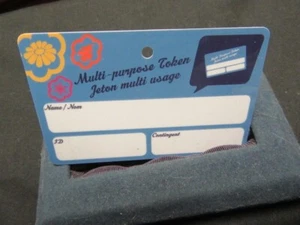 Multi-purpose Token
Jeton multi usage
Name / Nom
ID
Contingent